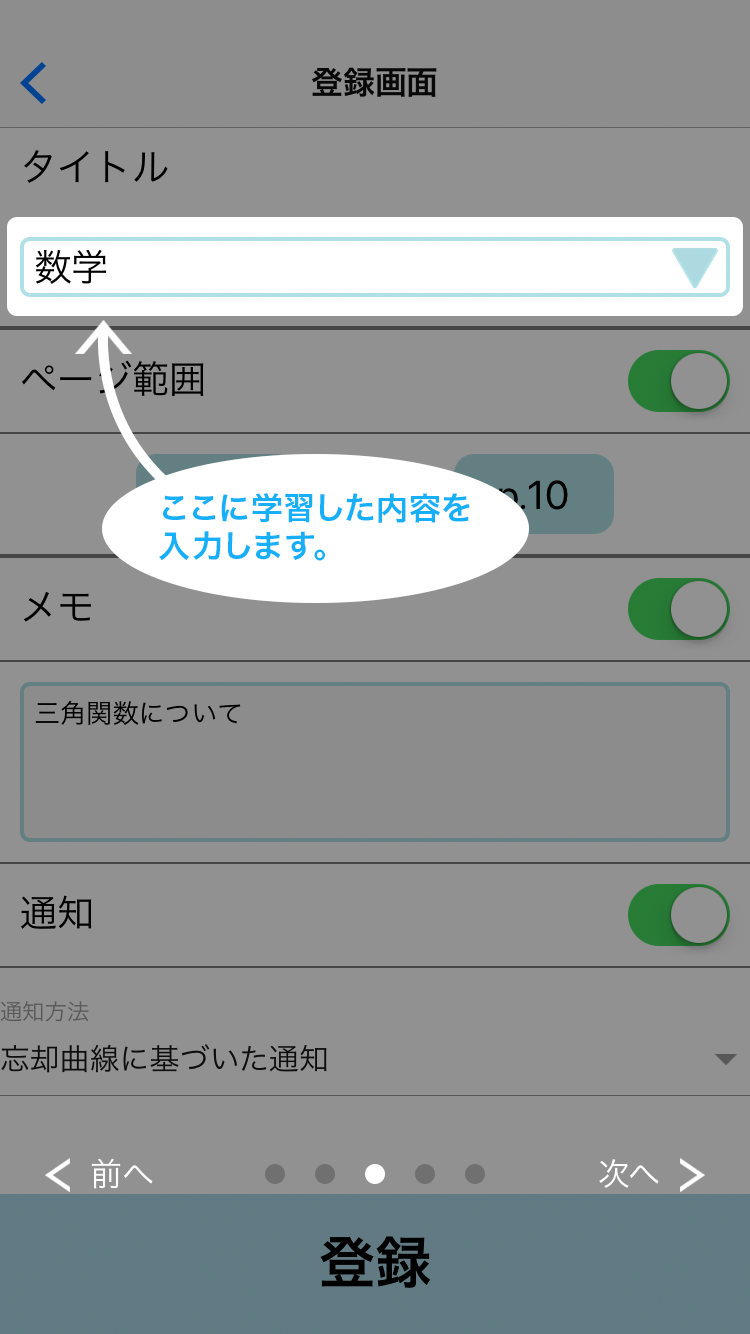 登録画面
タイトル
数学
ページ範囲
p.10
ここに学習した内容を
入力します。
メモ
三角関数について
通知
通知方法
忘却曲線に基づいた通知
前へ
次へ
登録